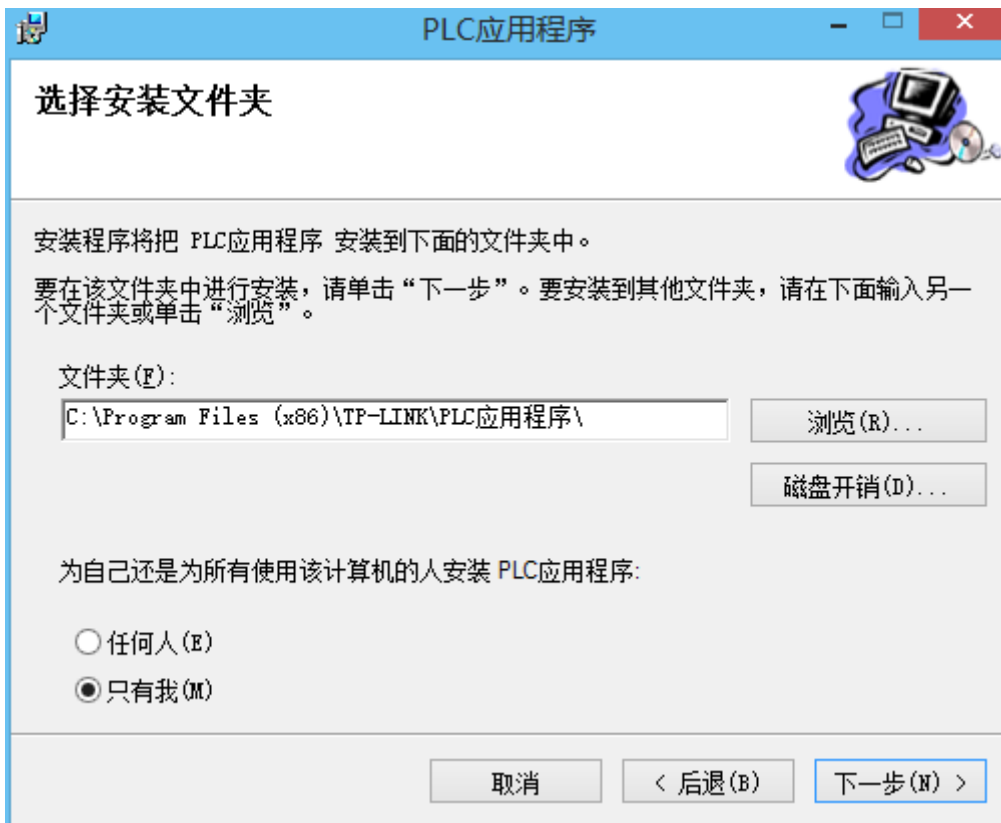 PLC应用程序
选择安装文件夹
安装程序将把 PLC应用程序 安装到下面的文件夹中。
要在该文件夹中进行安装，请单击“下一步”。要安装到其他文件夹，请在下面输入另一
个文件夹或单击“浏览”。
文件夹(F):
C:\Program Files (x86)\TP-LINK\PLC应用程序\
浏览(R)...
磁盘开销(D)...
为自己还是为所有使用该计算机的人安装 PLC应用程序:
任何人(E)
只有我(M)
取消
< 后退(B)
下一步(N) >